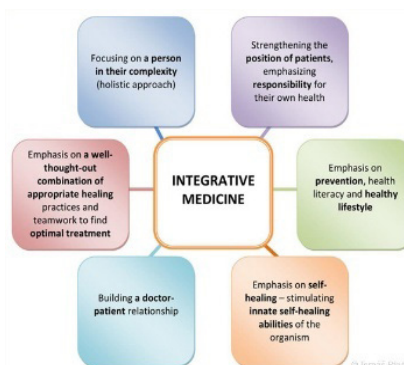 Focusing on a person
in their complexity
(holistic approach)
Strengthening the
position of patients,
emphasizing
responsibility for
their own health
Emphasis on a well-
thought-out
combination of
appropriate healing
practices and
teamwork to find
optimal treatment
INTEGRATIVE
MEDICINE
Emphasis on
prevention, health
literacy and healthy
lifestyle
Building a doctor-
patient relationship
Emphasis on self-
healing – stimulating
innate self-healing
abilities of the
organism